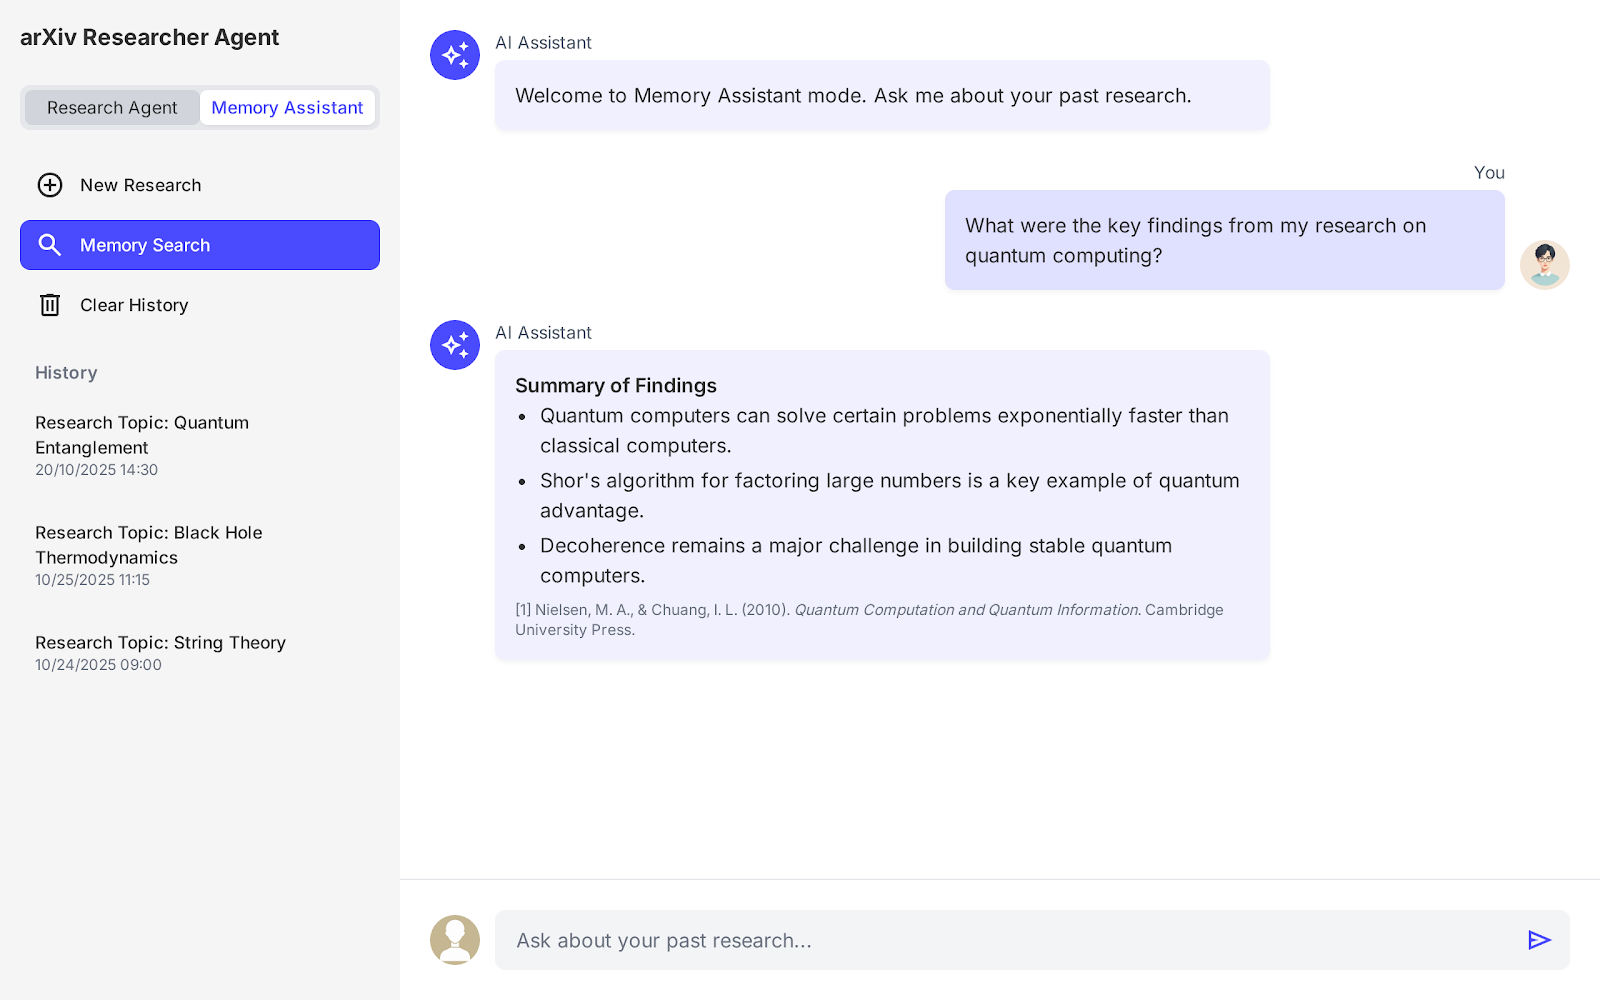 arXiv Researcher Agent
Research Agent
Memory Assistant
New Research
Memory Search
Clear History
History
Research Topic: Quantum
Entanglement
20/10/2025 14:30
Research Topic: Black Hole
Thermodynamics
10/25/2025 11:15
Research Topic: String Theory
10/24/2025 09:00
AI Assistant
Welcome to Memory Assistant mode. Ask me about your past research.
You
What were the key findings from my research on
quantum computing?
AI Assistant
Summary of Findings
• Quantum computers can solve certain problems exponentially faster than
classical computers.
• Shor's algorithm for factoring large numbers is a key example of quantum
advantage.
• Decoherence remains a major challenge in building stable quantum
computers.
[1] Nielsen, M. A., & Chuang, I. L. (2010). Quantum Computation and Quantum Information. Cambridge
University Press.
Ask about your past research...